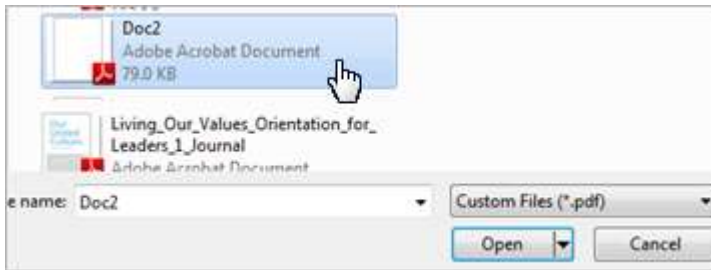 Doc2
Adobe Acrobat Document
79.0 KB
Living_Our_Values_Orientation_for_
Leaders_1_Journal
Adobe Acrobat Document
e name: Doc2
Custom Files (*.pdf)
Open
Cancel